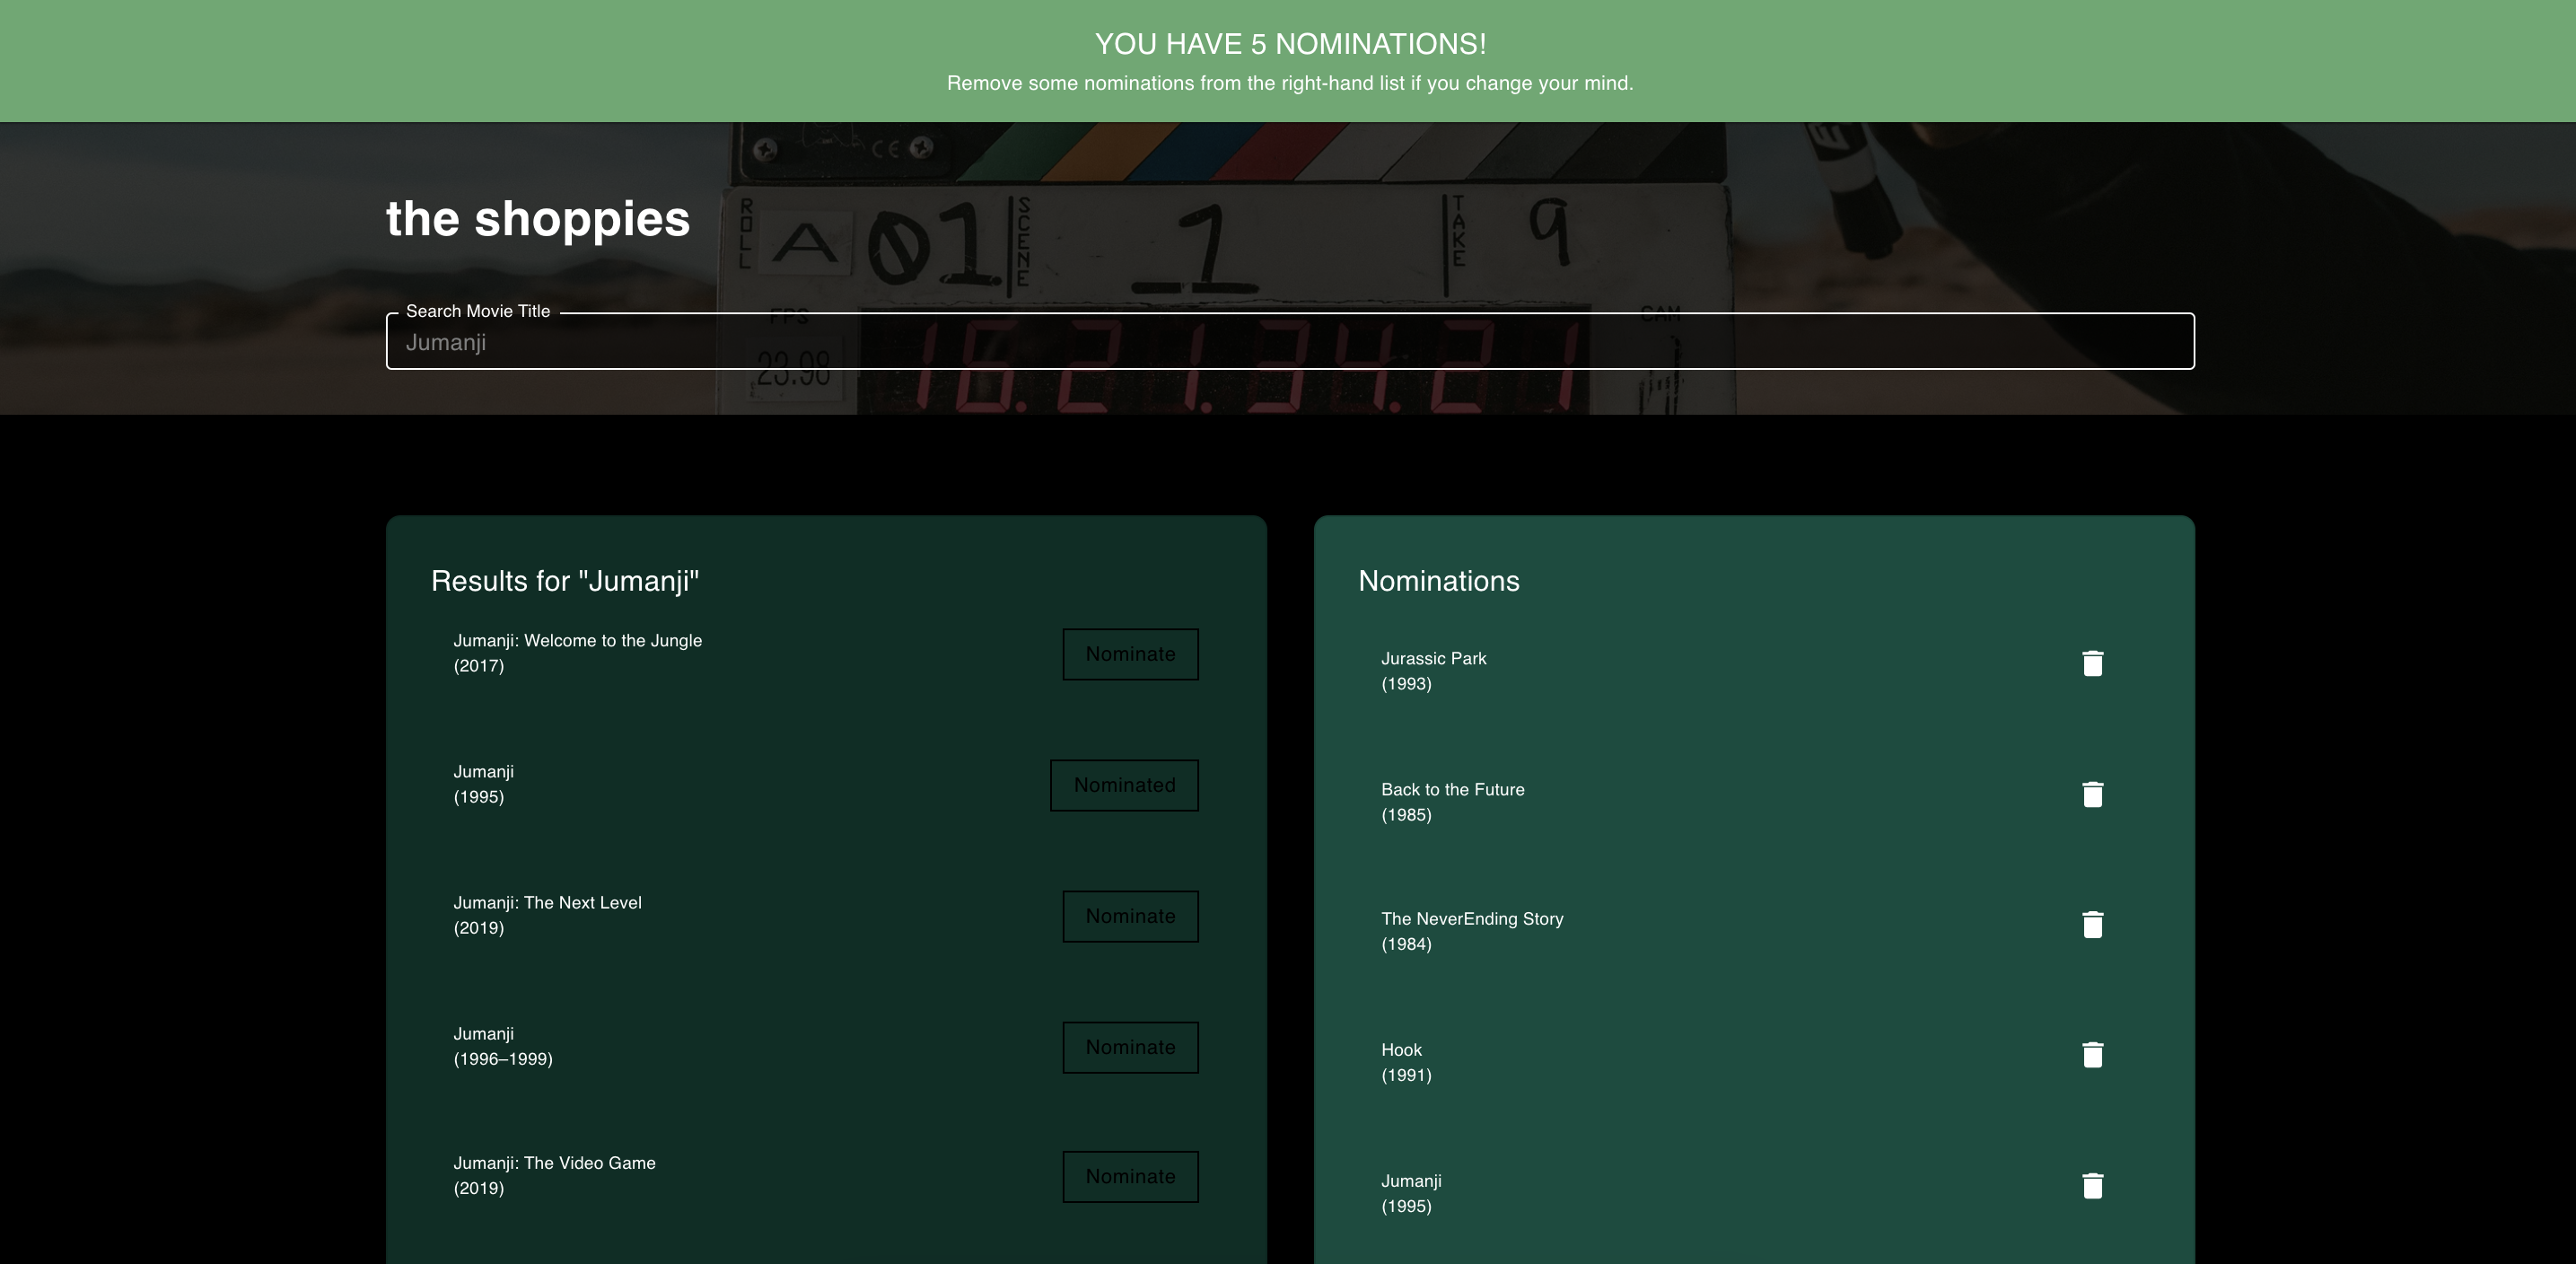 YOU HAVE 5 NOMINATIONS!
Remove some nominations from the right-hand list if you change your mind.
CE
ROLL
A
01
SCENE
1
TAKE
9
the shoppies
Search Movie Title
Jumanji
FPS
CAM
23.98
18.21.34.21
Results for "Jumanji"
Jumanji: Welcome to the Jungle
(2017)
Nominate
Jumanji
(1995)
Nominated
Jumanji: The Next Level
(2019)
Nominate
Jumanji
(1996–1999)
Nominate
Jumanji: The Video Game
(2019)
Nominate
Nominations
Jurassic Park
(1993)
Back to the Future
(1985)
The NeverEnding Story
(1984)
Hook
(1991)
Jumanji
(1995)